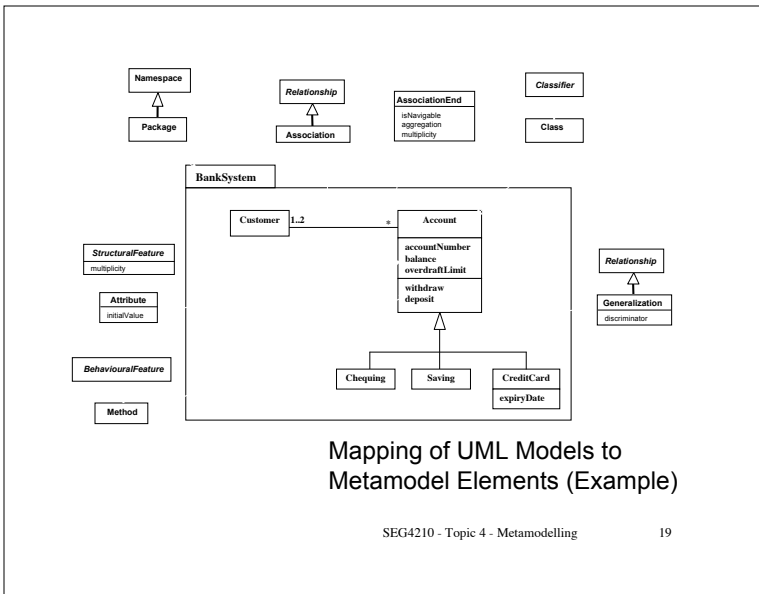 Namespace
Package
Relationship
Association
AssociationEnd
isNavigable
aggregation
multiplicity
Classifier
Class
BankSystem
Customer
1..2
*
Account
accountNumber
balance
overdraftLimit
withdraw
deposit
Chequing
Saving
CreditCard
expiryDate
StructuralFeature
multiplicity
Attribute
initialValue
BehaviouralFeature
Method
Relationship
Generalization
discriminator
Mapping of UML Models to
Metamodel Elements (Example)
SEG4210 - Topic 4 - Metamodelling 19